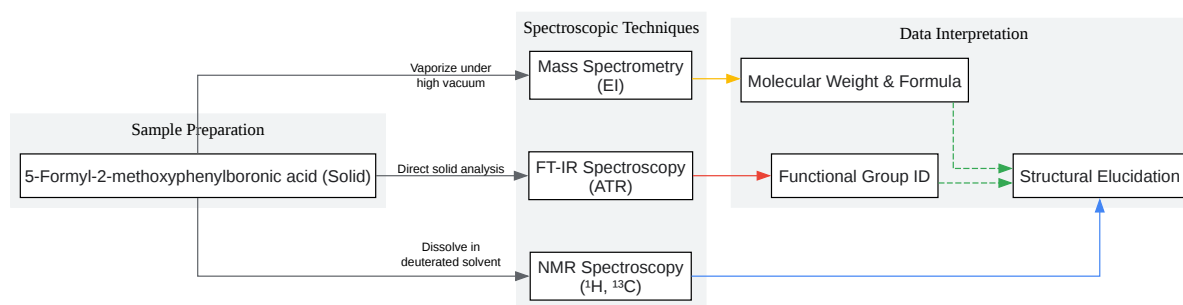 Spectroscopic Techniques
Data Interpretation
Vaporize under
high vacuum
Mass Spectrometry
(EI)
Molecular Weight & Formula
Sample Preparation
5-Formyl-2-methoxyphenylboronic acid (Solid)
Direct solid analysis
FT-IR Spectroscopy
(ATR)
Functional Group ID
Structural Elucidation
Dissolve in
deuterated solvent
NMR Spectroscopy
(¹H, ¹³C)